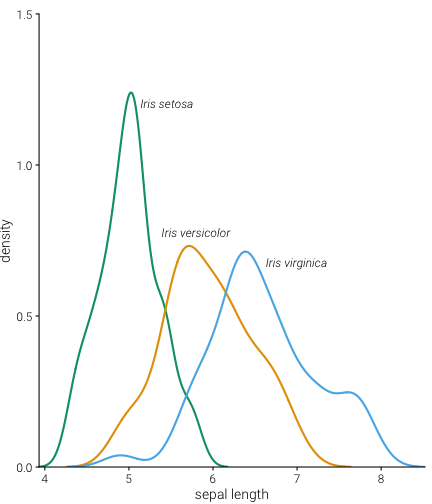 1.5
Iris setosa
1.0
Iris versicolor
Iris virginica
density
0.5
0.0
4 5 6 7 8
sepal length